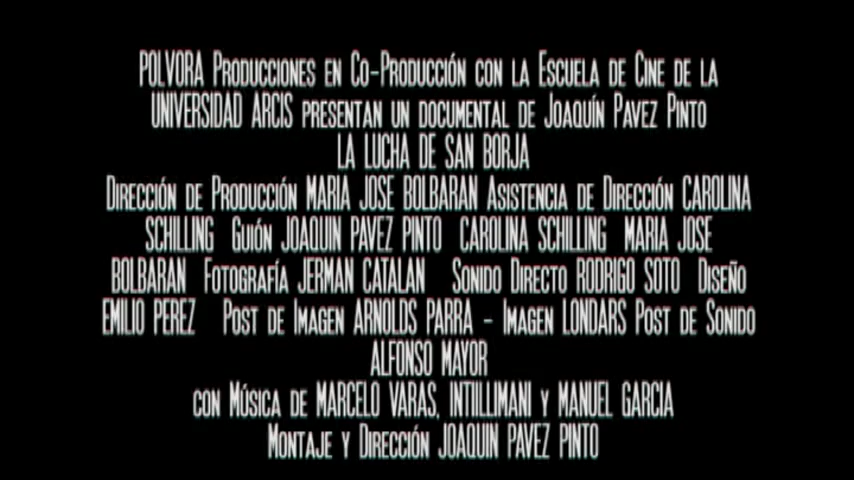 POLVORA Producciones en Co-Producción con la Escuela de Cine de la
UNIVERSIDAD ARCIS presentan un documental de Joaquín Pavez Pinto
LA LUCHA DE SAN BORJA
Dirección de Producción MARIA JOSE BOLBARAN Asistencia de Dirección CAROLINA
SCHILLING Guión JOAQUIN PAVEZ PINTO CAROLINA SCHILLING MARIA JOSE
BOLBARAN Fotografía JERMAN CATALAN Sonido Directo RODRIGO SOTO Diseño
EMILIO PEREZ Post de Imagen ARNOLDS PARRA - Imagen LONDARS Post de Sonido
ALFONSO MAYOR
con Música de MARCELO VARAS, INTIILLIMANI y MANUEL GARCIA
Montaje y Dirección JOAQUIN PAVEZ PINTO